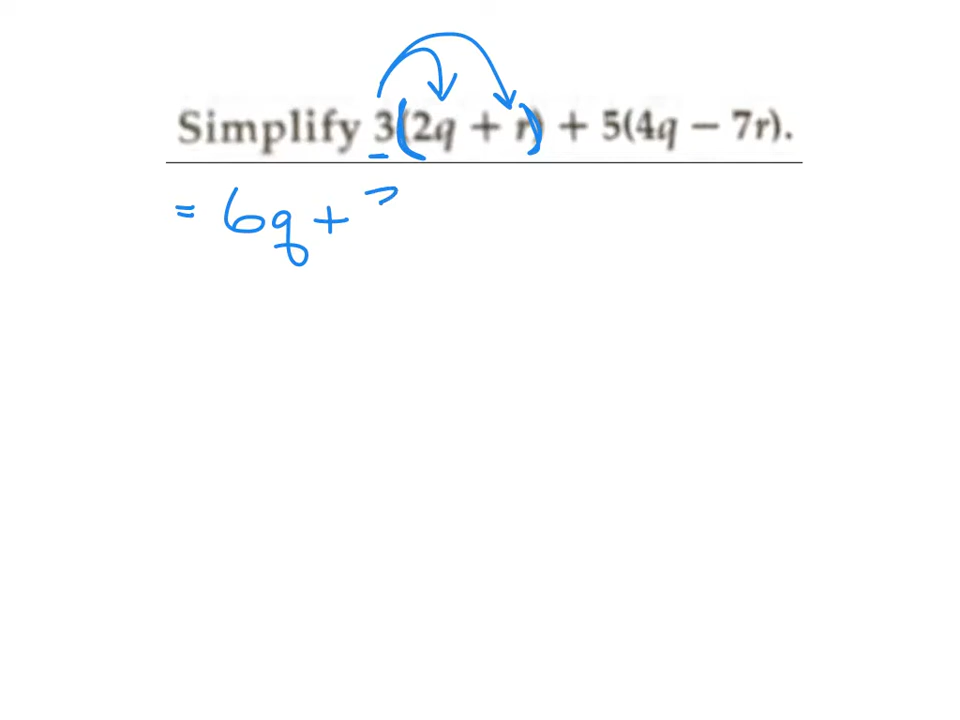 Simplify 3(2q + r) + 5(4q − 7r).
= 6q +